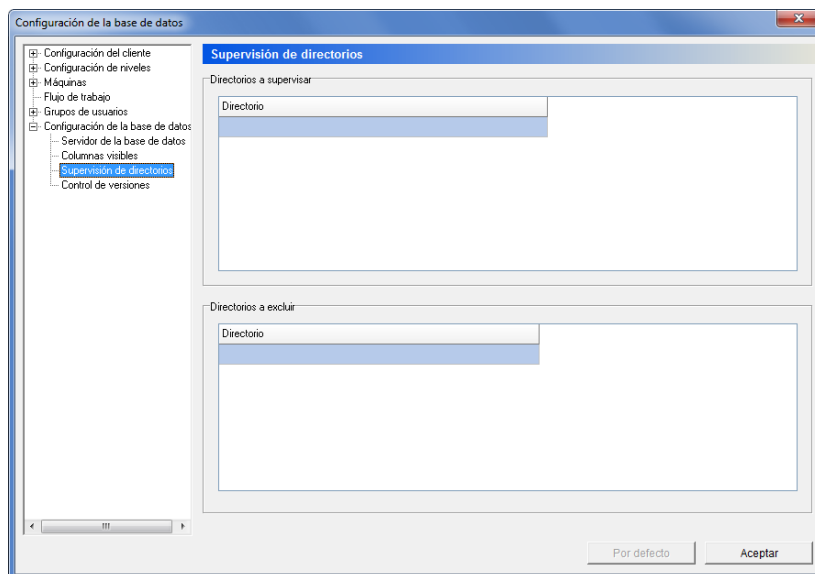 Configuración de la base de datos
Configuración del cliente
Configuración de niveles
Máquinas
Flujo de trabajo
Grupos de usuarios
Configuración de la base de datos
Servidor de la base de datos
Columnas visibles
Supervisión de directorios
Control de versiones
Supervisión de directorios
Directorios a supervisar
Directorio
Directorios a excluir
Directorio
Por defecto
Aceptar